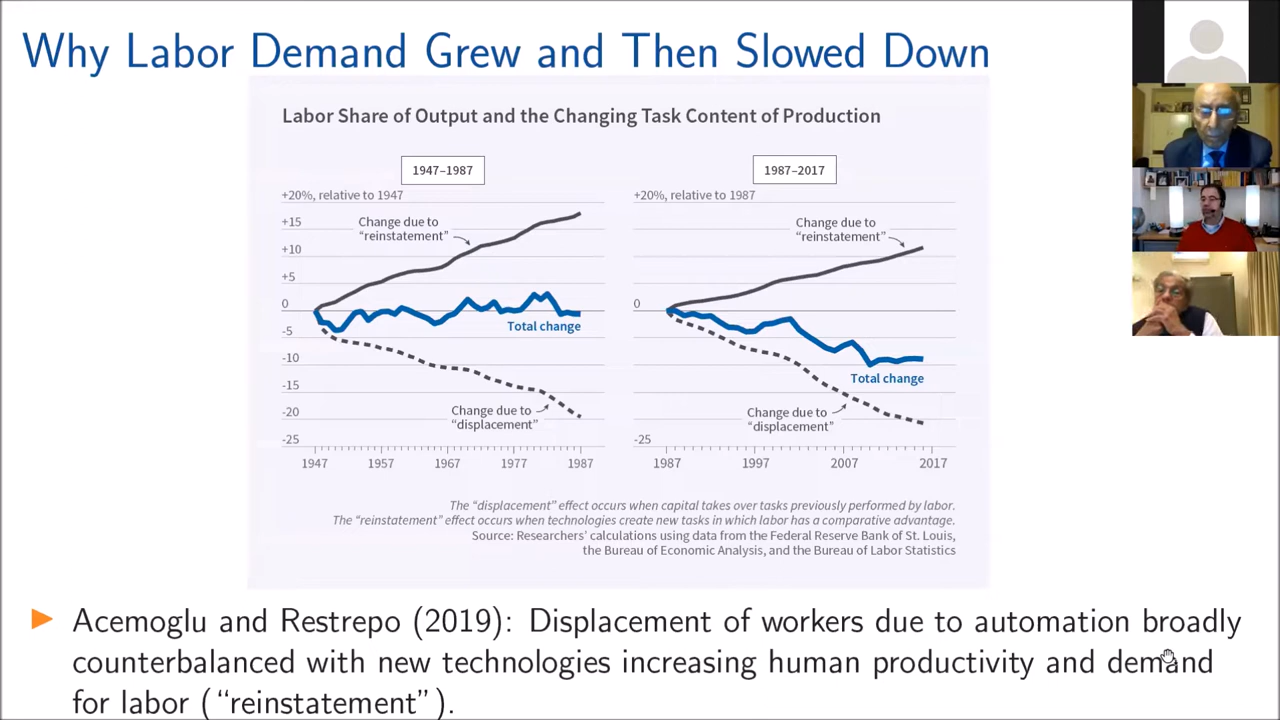 Why Labor Demand Grew and Then Slowed Down
Labor Share of Output and the Changing Task Content of Production
1947–1987
+20%, relative to 1947
+15
+10
+5
0
-5
-10
-15
-20
-25
Change due to
“reinstatement”
Total change
Change due to
“displacement”
1947
1957
1967
1977
1987
1987–2017
+20%, relative to 1987
0
-25
Change due to
“reinstatement”
Total change
Change due to
“displacement”
1987
1997
2007
2017
The “displacement” effect occurs when capital takes over tasks previously performed by labor.
The “reinstatement” effect occurs when technologies create new tasks in which labor has a comparative advantage.
Source: Researchers’ calculations using data from the Federal Reserve Bank of St. Louis,
the Bureau of Economic Analysis, and the Bureau of Labor Statistics
Acemoglu and Restrepo (2019): Displacement of workers due to automation broadly
counterbalanced with new technologies increasing human productivity and demand
for labor (“reinstatement”).